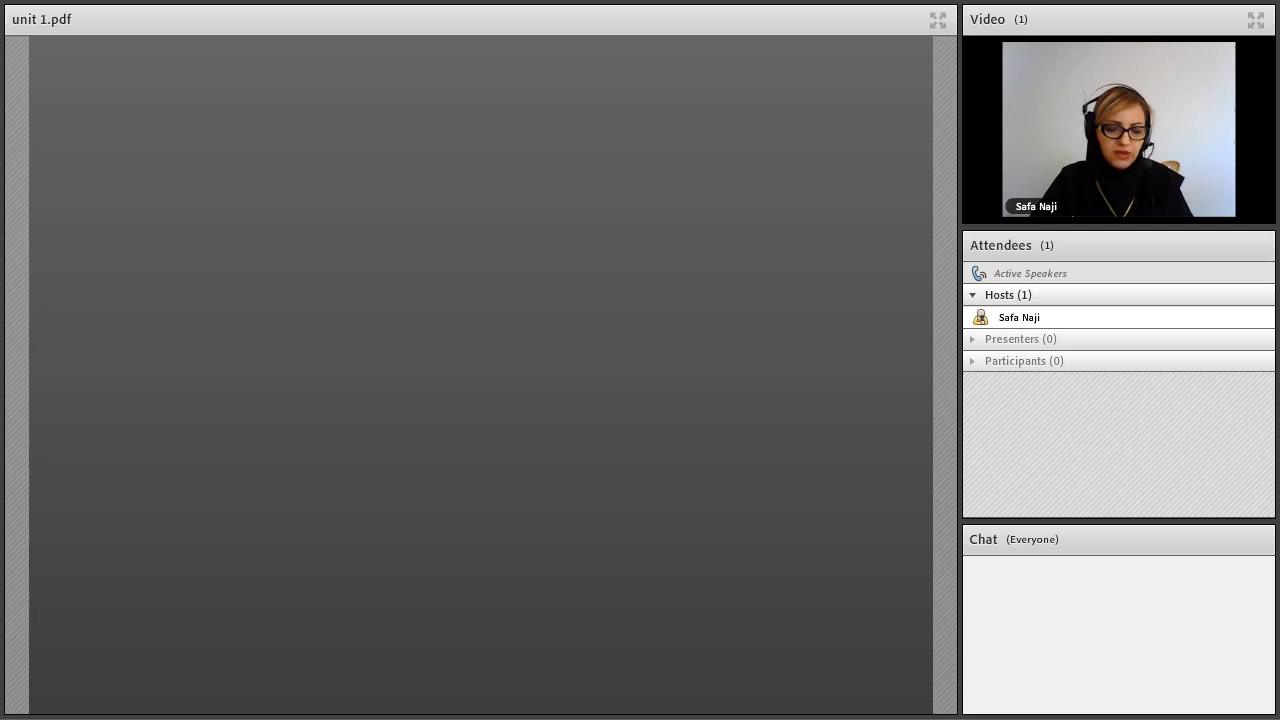 unit 1.pdf
Video (1)
Safa Naji
Attendees (1)
Active Speakers
Hosts (1)
Safa Naji
Presenters (0)
Participants (0)
Chat (Everyone)